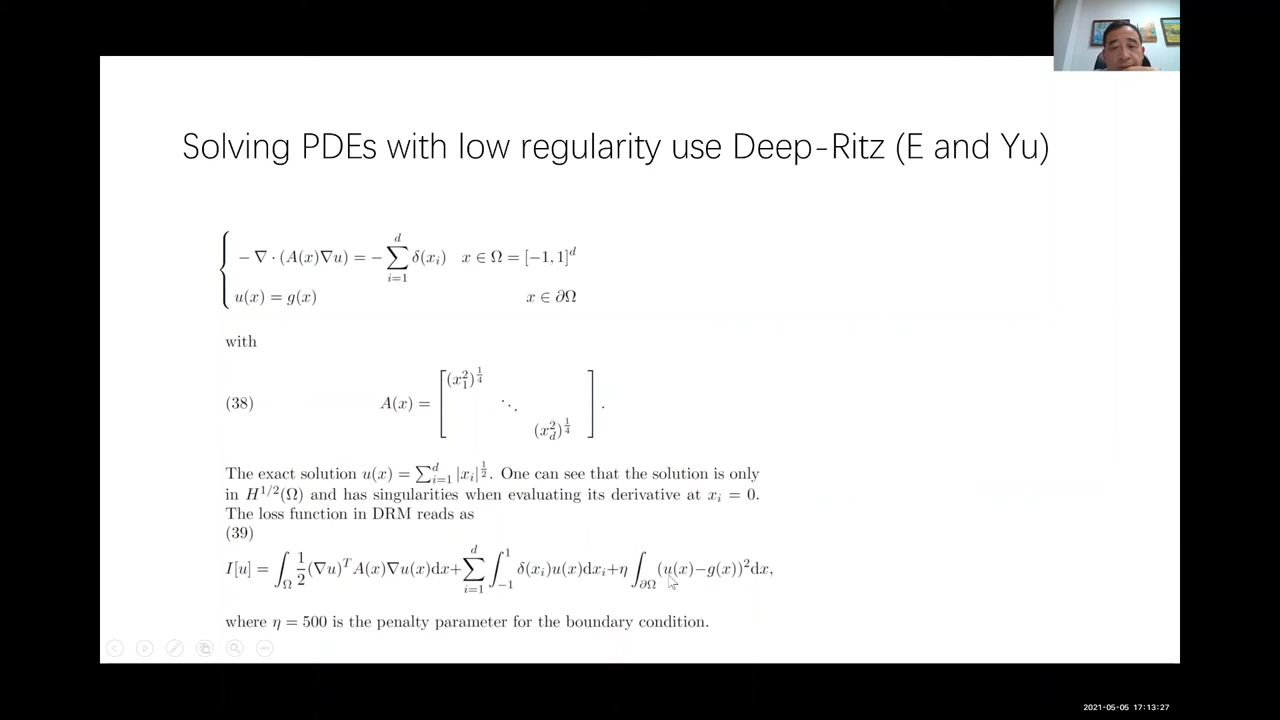 Solving PDEs with low regularity use Deep-Ritz (E and Yu)
− ∇ · (A(x)∇u) = − ∑_{i=1}^{d} δ(x_i)   x ∈ Ω = [−1, 1]^d
u(x) = g(x)   x ∈ ∂Ω
with
(38)   A(x) = [ (x_1^2)^{1/4}   ⋱   (x_d^2)^{1/4} ] .
The exact solution u(x) = ∑_{i=1}^{d} |x_i|^{1/2}. One can see that the solution is only
in H^{1/2}(Ω) and has singularities when evaluating its derivative at x_i = 0.
The loss function in DRM reads as
(39)
I[u] = ∫_Ω 1/2 (∇u)^T A(x)∇u(x)dx+ ∑_{i=1}^{d} ∫_{−1}^{1} δ(x_i)u(x)dx_i+η ∫_{∂Ω} (u(x)−g(x))^2dx,
where η = 500 is the penalty parameter for the boundary condition.
2021-05-05 17:13:27